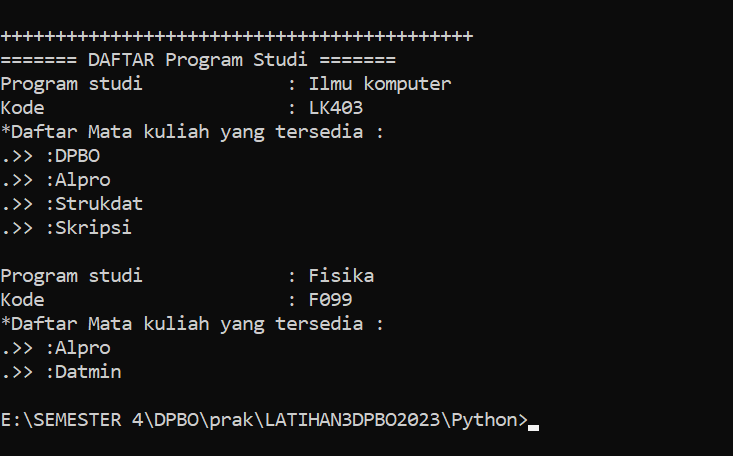 +++++++++++++++++++++++++++++++++++++++++++
======= DAFTAR Program Studi =======
Program studi             : Ilmu komputer
Kode                      : LK403
*Daftar Mata kuliah yang tersedia :
.>> :DPBO
.>> :Alpro
.>> :Strukdat
.>> :Skripsi
Program studi             : Fisika
Kode                      : F099
*Daftar Mata kuliah yang tersedia :
.>> :Alpro
.>> :Datmin
E:\SEMESTER 4\DPBO\prak\LATIHAN3DPBO2023\Python>